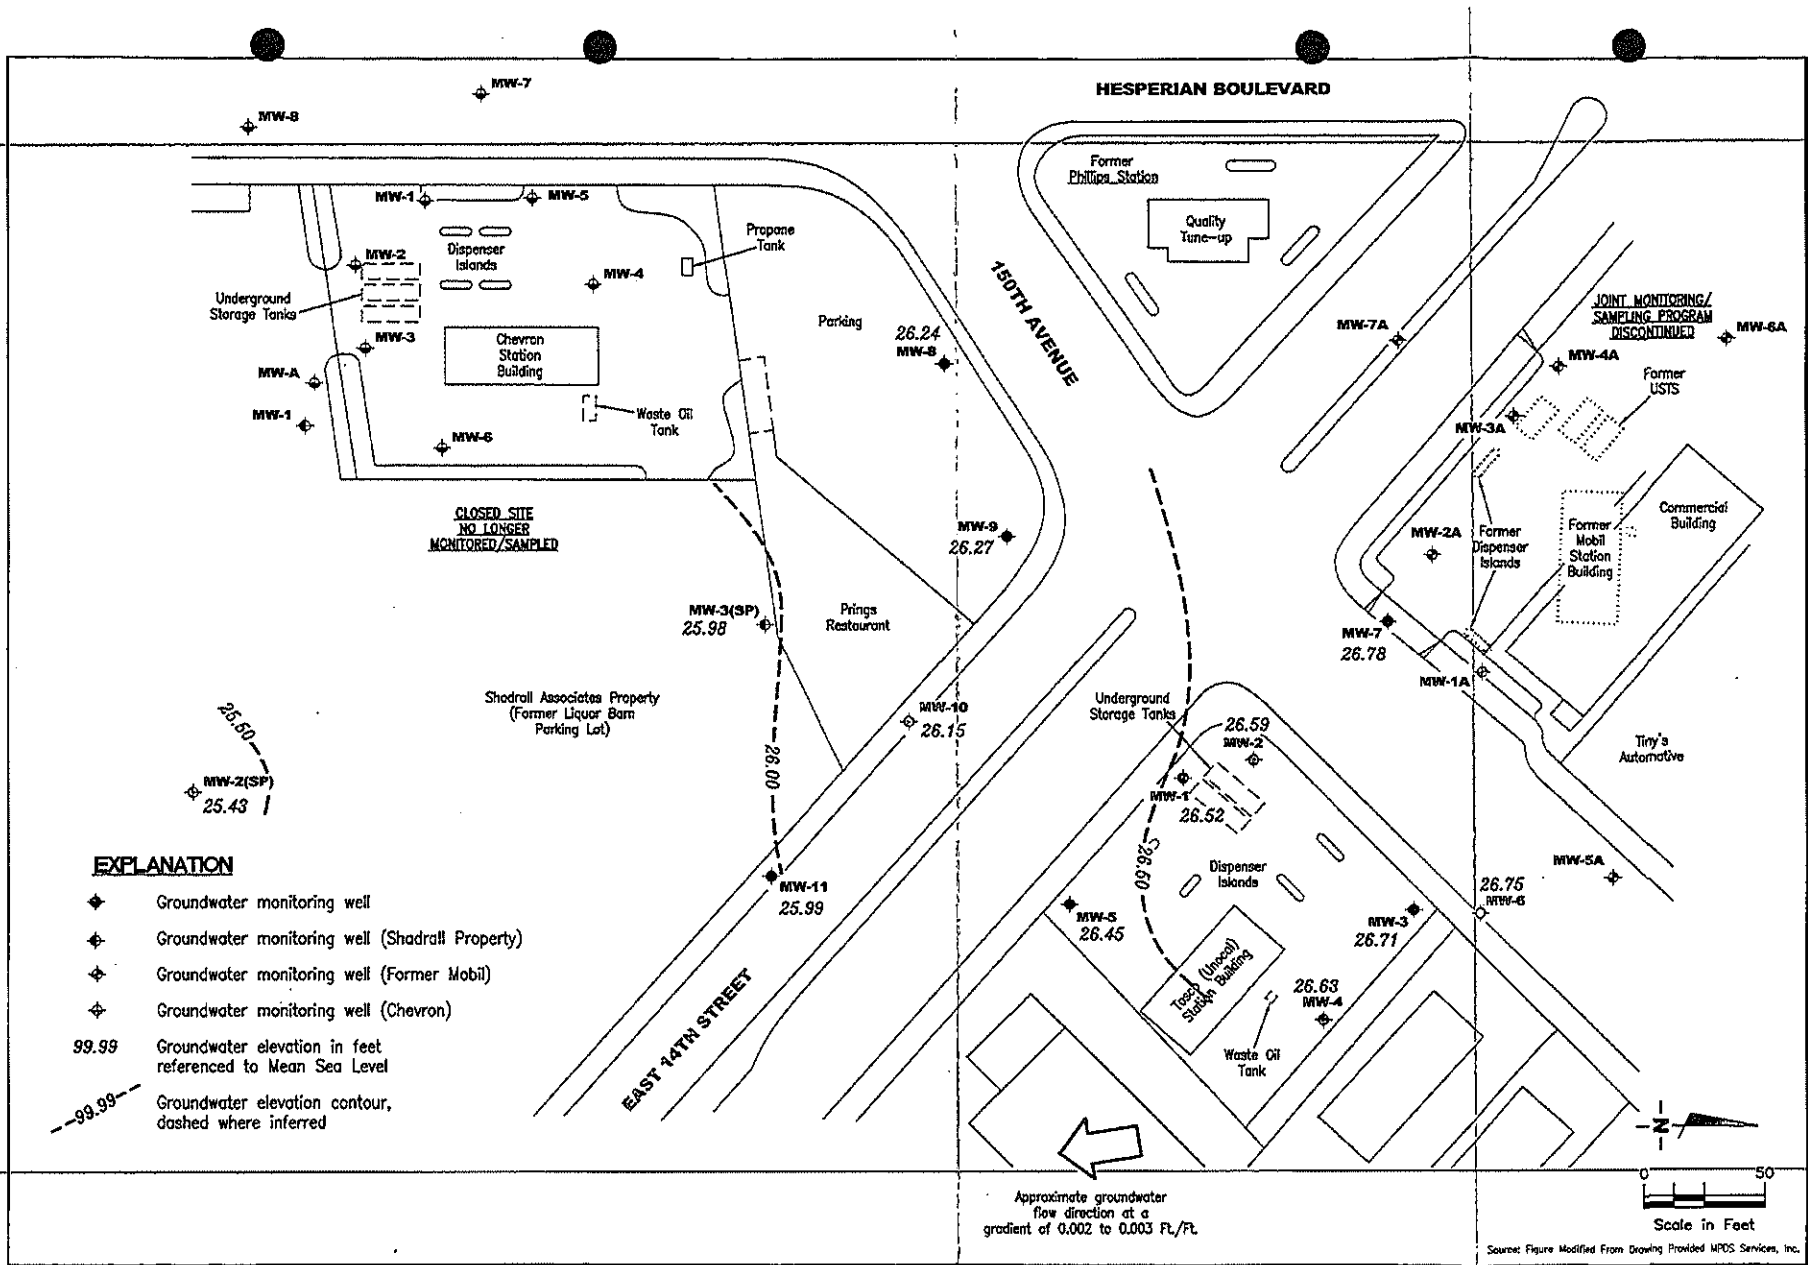 HESPERIAN BOULEVARD
MW-7
MW-8
MW-1
MW-5
MW-2
Dispenser
Islands
MW-4
Underground
Storage Tanks
MW-3
Chevron
Station
Building
MW-A
MW-1
MW-6
Waste Oil
Tank
Propane
Tank
Parking
26.24
MW-8
150TH AVENUE
Former
Phillips Station
Quality
Tune-up
MW-7A
JOINT MONITORING/
SAMPLING PROGRAM
DISCONTINUED
MW-6A
MW-4A
Former
USTS
MW-3A
CLOSED SITE
NO LONGER
MONITORED/SAMPLED
MW-9
26.27
MW-2A
Former
Dispenser
Islands
Former
Mobil
Station
Building
Commercial
Building
MW-3(SP)
25.98
Prings
Restaurant
MW-7
26.78
MW-1A
Shadrall Associates Property
(Former Liquor Barn
Parking Lot)
MW-10
26.15
Underground
Storage Tanks
26.59
MW-2
Tiny's
Automotive
25.50
MW-2(SP)
25.43
26.00
MW-1
26.52
26.60
Dispenser
Islands
MW-5A
MW-11
25.99
MW-5
26.45
MW-3
26.71
26.75
MW-6
Tosco (Unocal)
Station Building
26.63
MW-4
Waste Oil
Tank
EAST 14TH STREET
EXPLANATION
Groundwater monitoring well
Groundwater monitoring well (Shadrall Property)
Groundwater monitoring well (Former Mobil)
Groundwater monitoring well (Chevron)
99.99 Groundwater elevation in feet
referenced to Mean Sea Level
99.99 Groundwater elevation contour,
dashed where inferred
Approximate groundwater
flow direction at a
gradient of 0.002 to 0.003 Ft./Ft.
N
0 50
Scale in Feet
Source: Figure Modified From Drawing Provided MPDS Services, Inc.